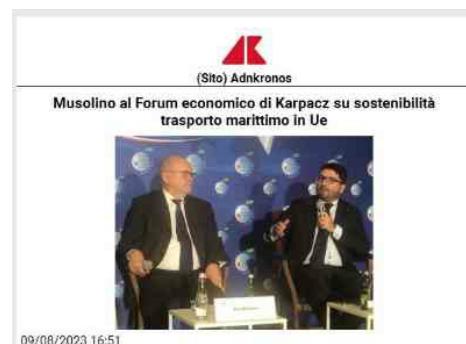 (Sito) Adnkronos
Musolino al Forum economico di Karpacz su sostenibilità
trasporto marittimo in Ue
09/08/2023 16:51